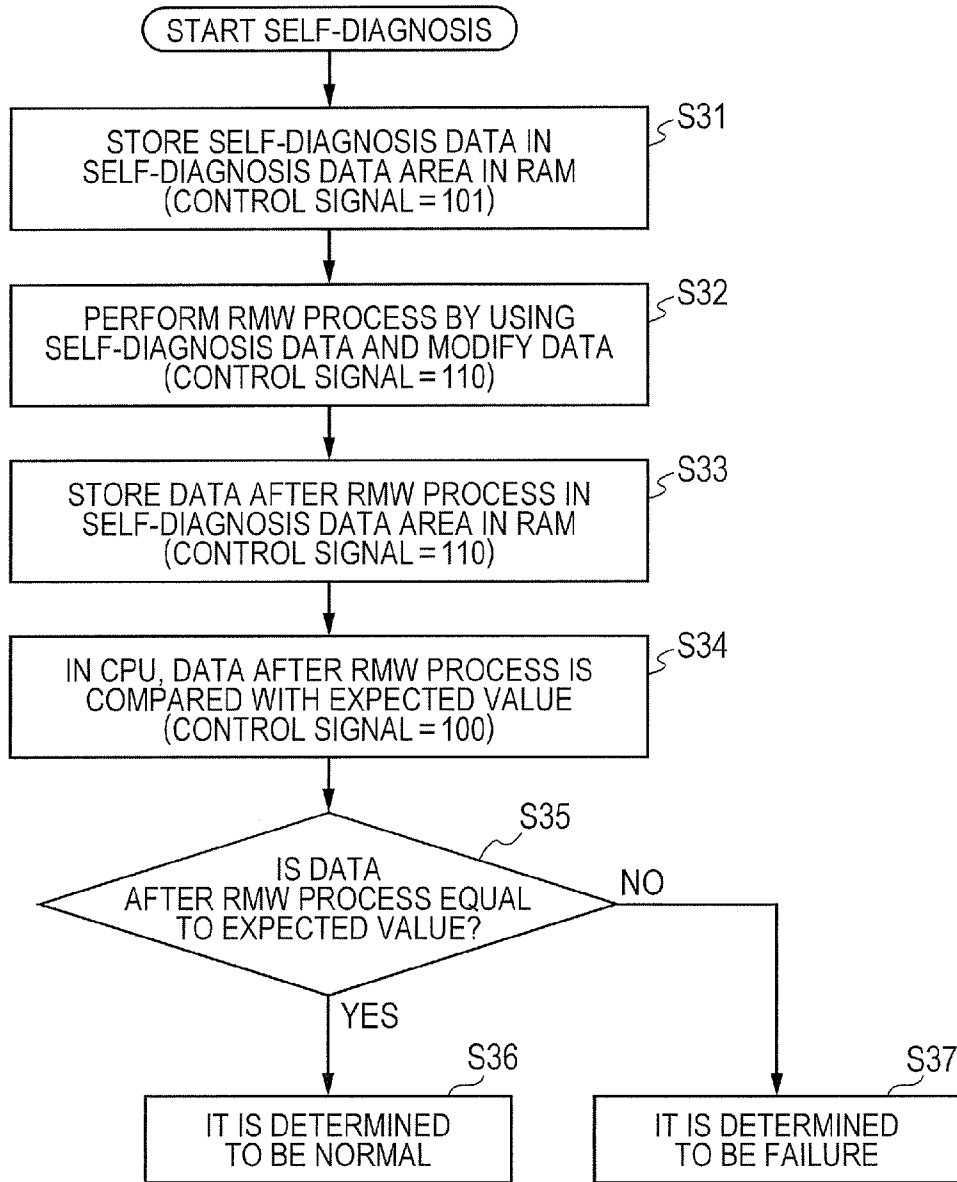 START SELF-DIAGNOSIS
S31
STORE SELF-DIAGNOSIS DATA IN
SELF-DIAGNOSIS DATA AREA IN RAM
(CONTROL SIGNAL = 101)
S32
PERFORM RMW PROCESS BY USING
SELF-DIAGNOSIS DATA AND MODIFY DATA
(CONTROL SIGNAL = 110)
S33
STORE DATA AFTER RMW PROCESS IN
SELF-DIAGNOSIS DATA AREA IN RAM
(CONTROL SIGNAL = 110)
S34
IN CPU, DATA AFTER RMW PROCESS IS
COMPARED WITH EXPECTED VALUE
(CONTROL SIGNAL = 100)
S35
IS DATA
AFTER RMW PROCESS EQUAL
TO EXPECTED VALUE?
NO
YES
S36
IT IS DETERMINED
TO BE NORMAL
S37
IT IS DETERMINED
TO BE FAILURE